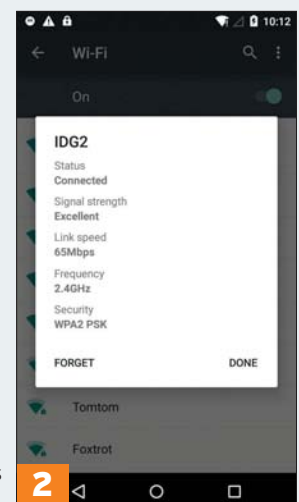 10:12
Wi-Fi
On
IDG2
Status
Connected
Signal strength
Excellent
Link speed
65Mbps
Frequency
2.4GHz
Security
WPA2 PSK
FORGET
DONE
Tomtom
Foxtrot
s
2